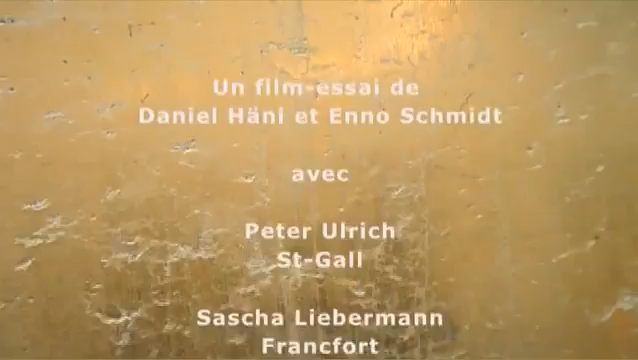 Un film-essai de
Daniel Häni et Enno Schmidt
avec
Peter Ulrich
St-Gall
Sascha Liebermann
Francfort